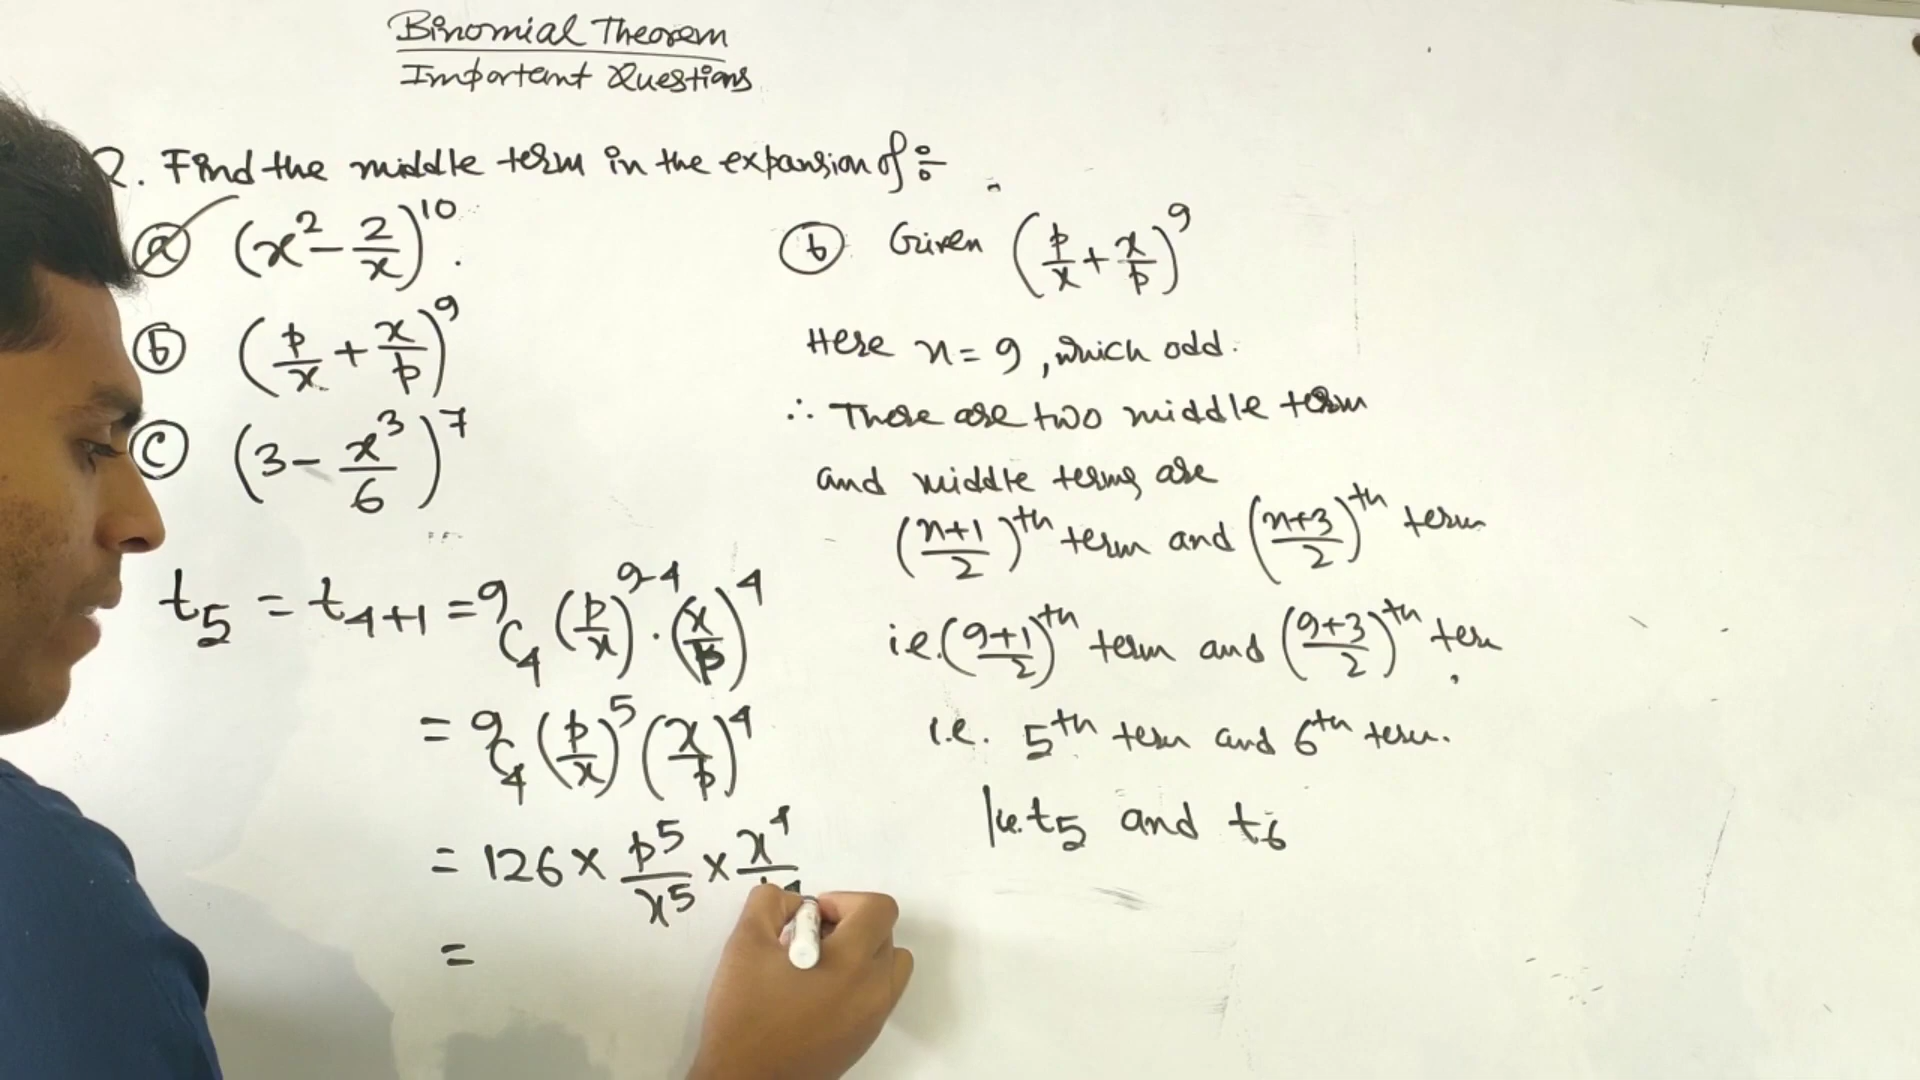 Binomial Theorem
Important Questions
Q. Find the middle term in the expansion of :-
(a) (x² - 2/x)¹⁰.
(b) (p/x + x/p)⁹
(c) (3 - x³/6)⁷
t₅ = t₄₊₁ = ⁹C₄ (p/x)⁹⁻⁴ · (x/p)⁴
= ⁹C₄ (p/x)⁵ (x/p)⁴
= 126 × p⁵/x⁵ × x⁴/
=
(b) Given (p/x + x/p)⁹
Here n = 9, which odd.
∴ There are two middle term
and middle terms are
((n+1)/2)th term and ((n+3)/2)th term
i.e. ((9+1)/2)th term and ((9+3)/2)th ter
i.e. 5th term and 6th term.
i.e. t₅ and t₆